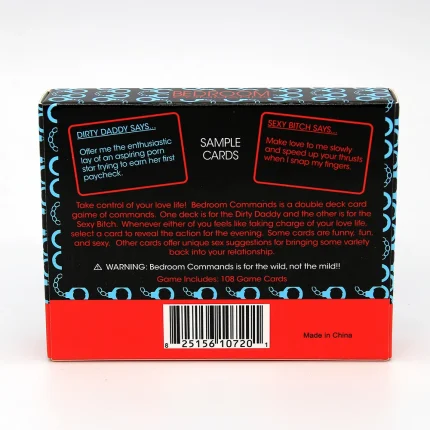 BEDROOM
DIRTY DADDY SAYS...
Offer me the enthusiastic
lay of an aspiring porn
star trying to earn her first
paycheck.
SAMPLE
CARDS
SEXY BITCH SAYS...
Make love to me slowly
and speed up your thrusts
when I snap my fingers.
Take control of your love life! Bedroom Commands is a double deck card
game of commands. One deck is for the Dirty Daddy and the other is for the
Sexy Bitch. Whenever either of you feels like taking charge of your love life,
select a card to reveal the action for the evening. Some cards are funny, fun,
and sexy. Other cards offer unique sex suggestions for bringing some variety
back into your relationship.
⚠ WARNING: Bedroom Commands is for the wild, not the mild!!
Game Includes: 108 Game Cards
8 25156 10720 1
Made in China